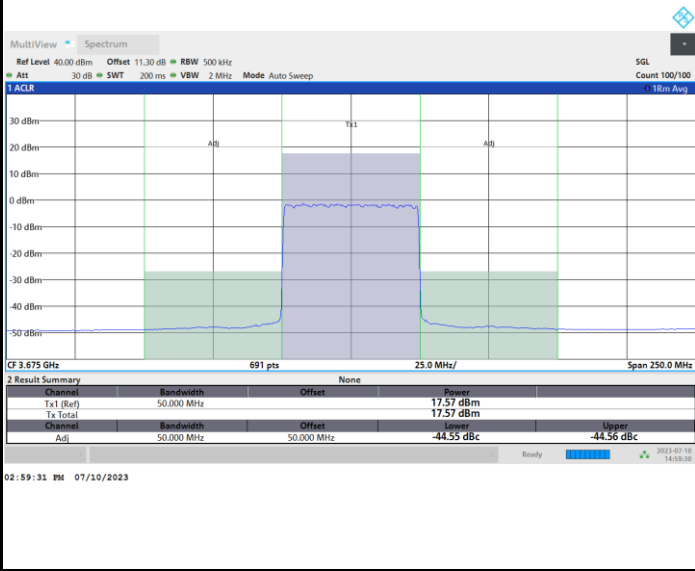 MultiView Spectrum
Ref Level 40.00 dBm Offset 11.30 dB RBW 500 kHz SGL
Att 30 dB SWT 200 ms VBW 2 MHz Mode Auto Sweep Count 100/100
1 ACLR 1Rm Avg
30 dBm
Tx1
20 dBm Adj Adj
10 dBm
0 dBm
-10 dBm
-20 dBm
-30 dBm
-40 dBm
-50 dBm
CF 3.675 GHz 691 pts 25.0 MHz/ Span 250.0 MHz
2 Result Summary None
Channel Bandwidth Offset Power
Tx1 (Ref) 50.000 MHz 17.57 dBm
Tx Total 17.57 dBm
Channel Bandwidth Offset Lower Upper
Adj 50.000 MHz 50.000 MHz -44.55 dBc -44.56 dBc
Ready 2023-07-10
14:59:30
02:59:31 PM 07/10/2023